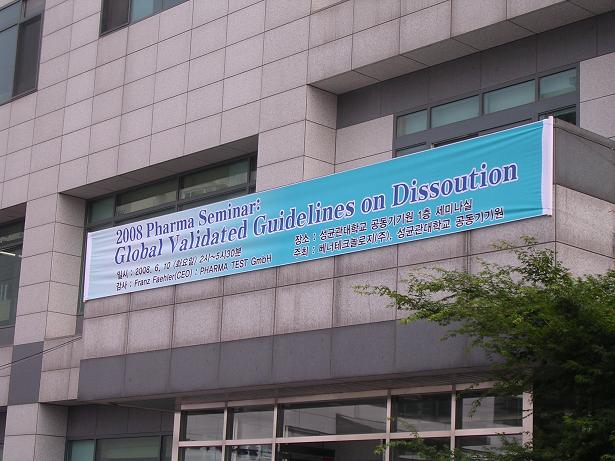 2008 Pharma Seminar:
Global Validated Guidelines on Dissoution
일시 : 2008. 6. 10 (화요일) 2시~5시30분
장소 : 성균관대학교 공동기기원 1층 세미나실
강사 : Franz Faehler(CEO) : PHARMA TEST GmbH
주최 : 베너테크놀로지(주), 성균관대학교 공동기기원